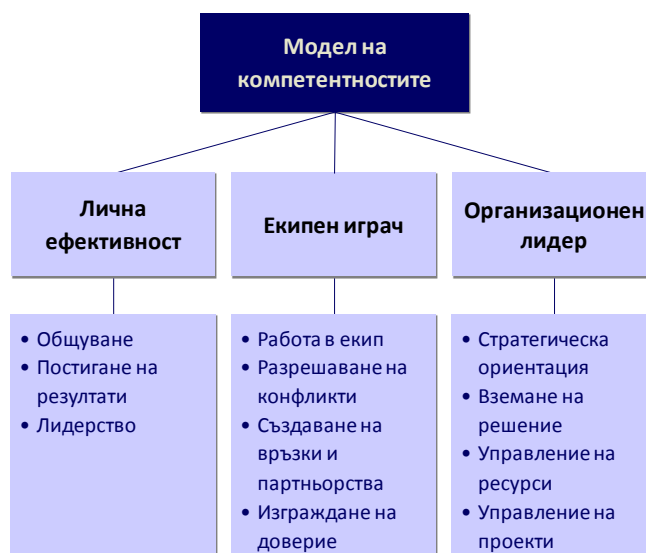 Модел на
компетентностите
Лична
ефективност
Екипен играч
Организационен
лидер
• Общуване
• Постигане на
резултати
• Лидерство
• Работа в екип
• Разрешаване на
конфликти
• Създаване на
връзки и
партньорства
• Изграждане на
доверие
• Стратегическа
ориентация
• Вземане на
решение
• Управление на
ресурси
• Управление на
проекти